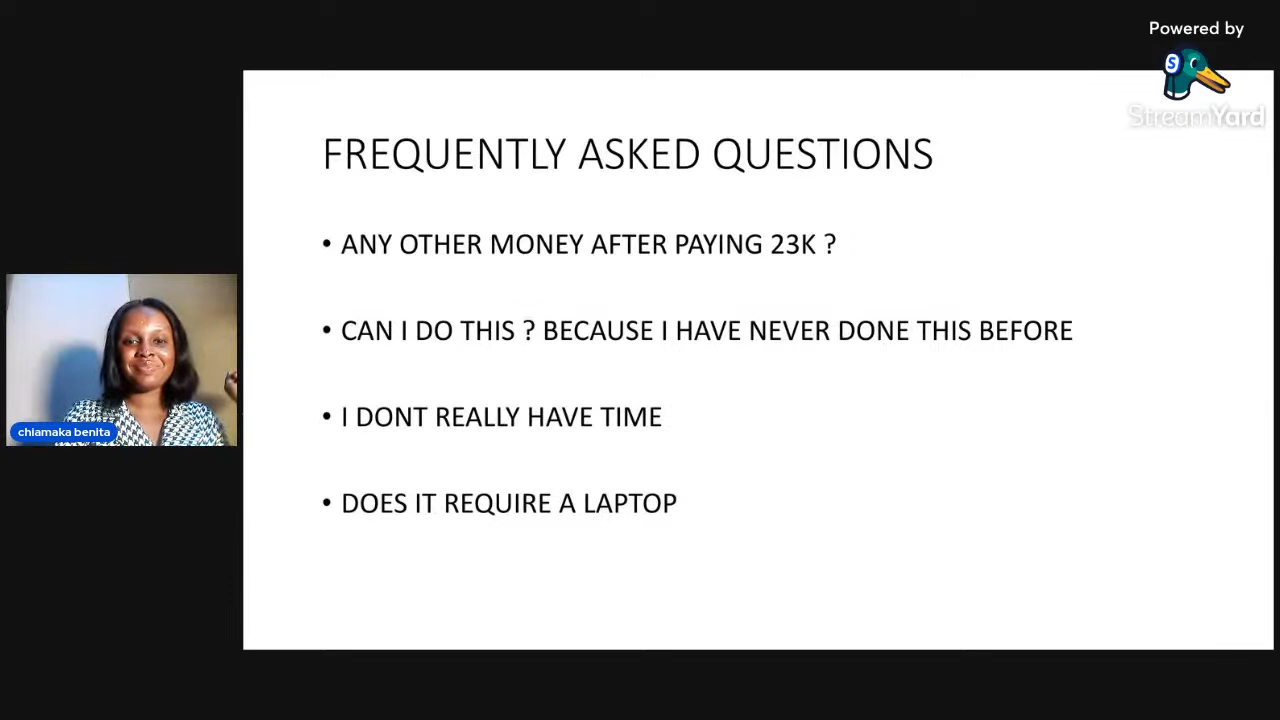 Powered by
StreamYard
FREQUENTLY ASKED QUESTIONS
• ANY OTHER MONEY AFTER PAYING 23K ?
• CAN I DO THIS ? BECAUSE I HAVE NEVER DONE THIS BEFORE
• I DONT REALLY HAVE TIME
• DOES IT REQUIRE A LAPTOP
chiamaka benita